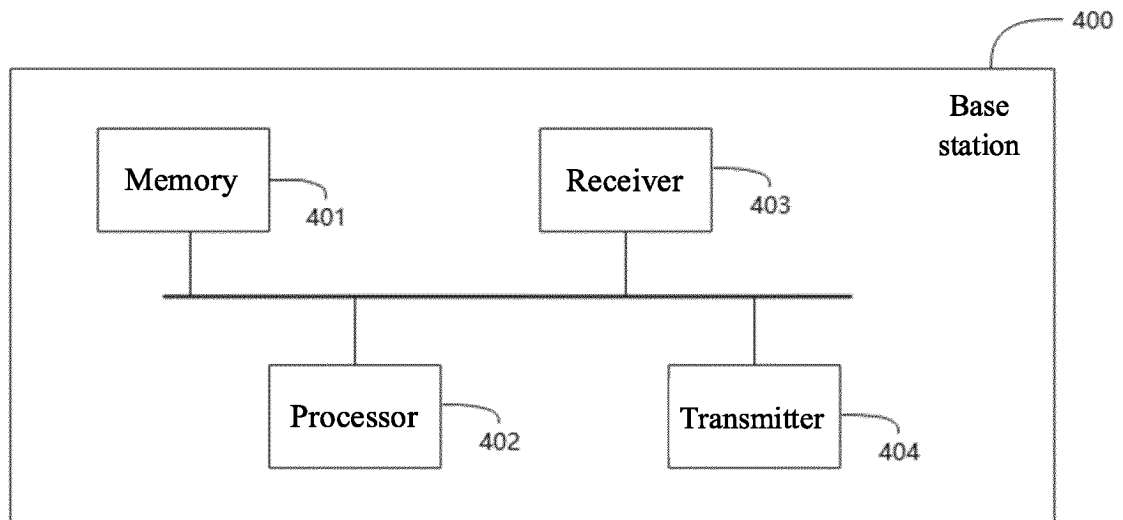 400
Base
station
Memory
Receiver
401
403
Processor
Transmitter
402
404